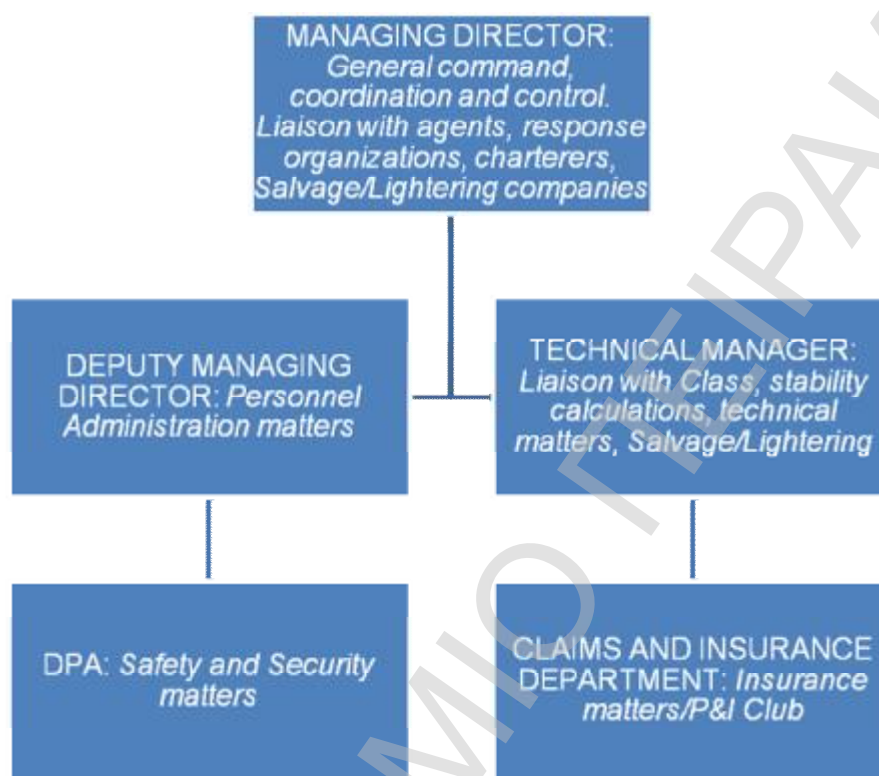 MANAGING DIRECTOR:
General command,
coordination and control.
Liaison with agents, response
organizations, charterers,
Salvage/Lightering companies
DEPUTY MANAGING
DIRECTOR: Personnel
Administration matters
TECHNICAL MANAGER:
Liaison with Class, stability
calculations, technical
matters, Salvage/Lightering
DPA: Safety and Security
matters
CLAIMS AND INSURANCE
DEPARTMENT: Insurance
matters/P&I Club
ΜΙΟ ΠΕΙΡΑΙ